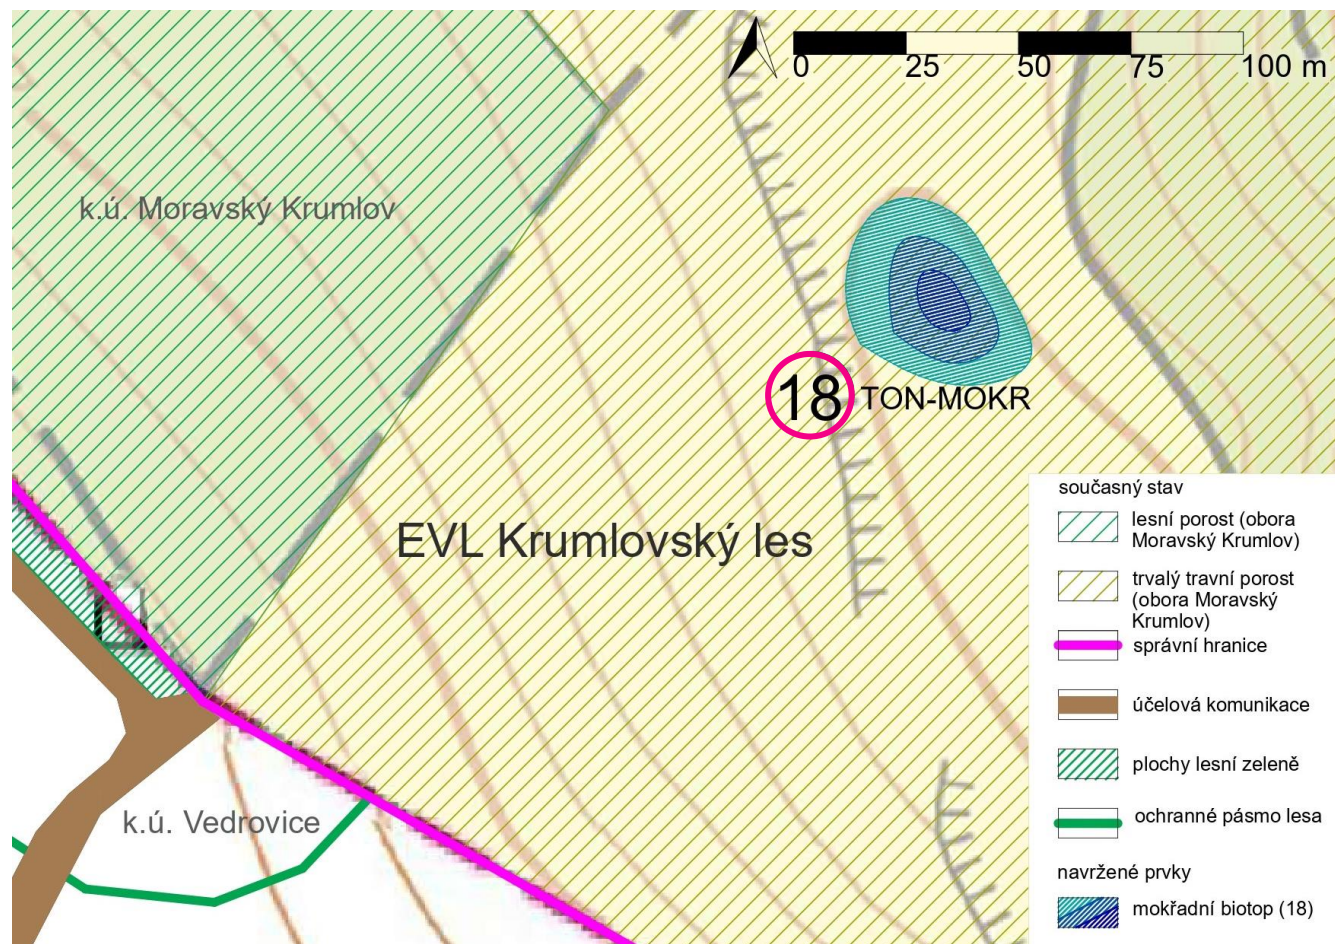 0 25 50 75 100 m
k.ú. Moravský Krumlov
18 TON-MOKR
EVL Krumlovský les
k.ú. Vedrovice
současný stav
lesní porost (obora
Moravský Krumlov)
trvalý travní porost
(obora Moravský
Krumlov)
správní hranice
účelová komunikace
plochy lesní zeleně
ochranné pásmo lesa
navržené prvky
mokřadní biotop (18)